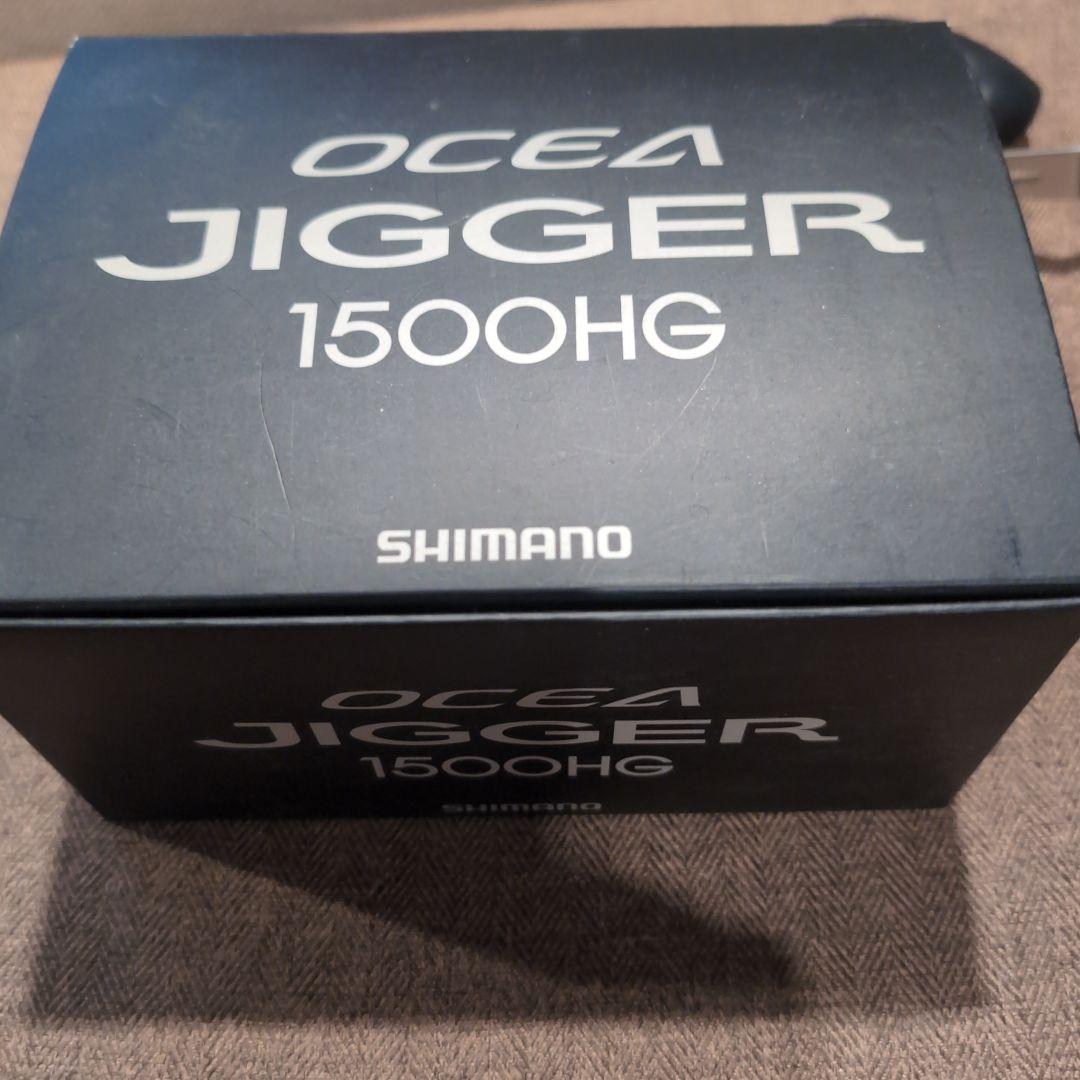 OCEA
JIGGER
1500HG
SHIMANO
OCEA
JIGGER
1500HG
SHIMANO